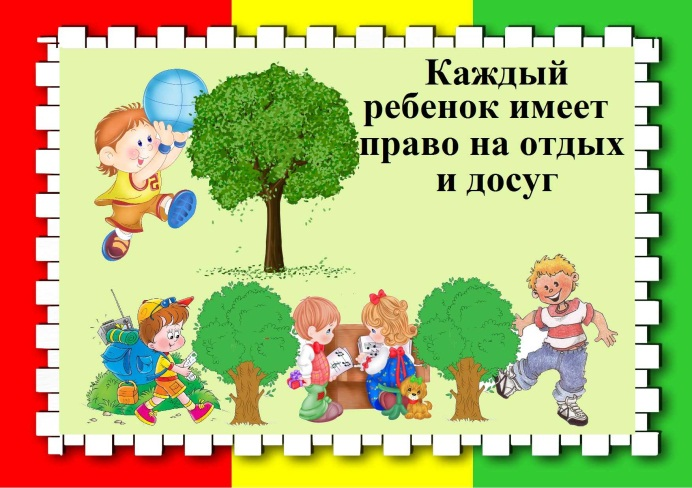 Каждый
ребенок имеет
право на отдых
и досуг